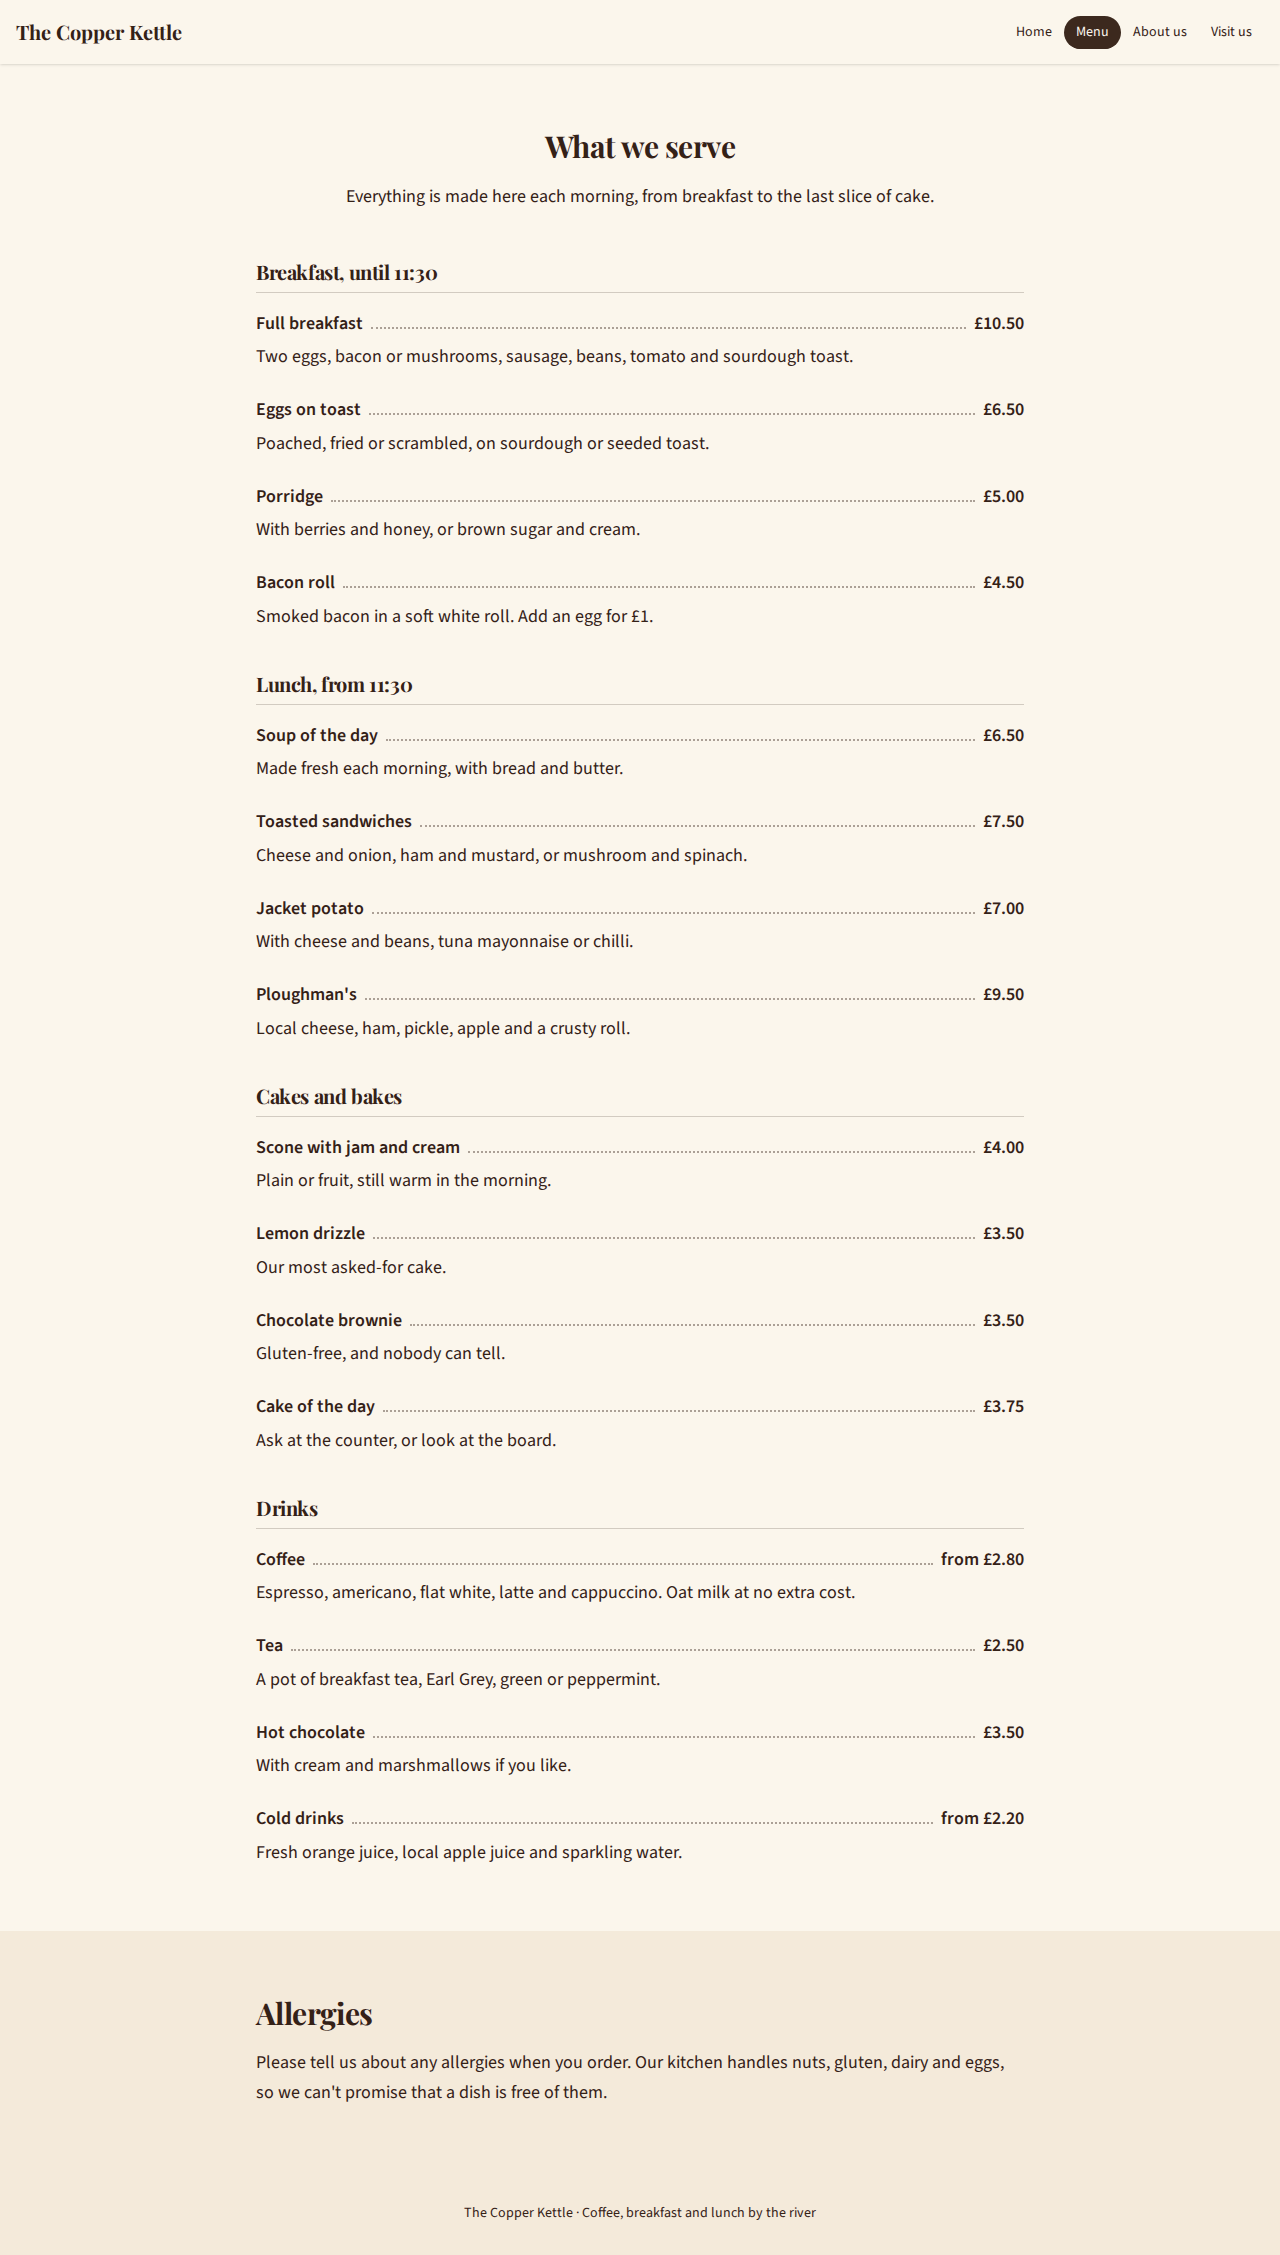 The Copper Kettle
Home Menu About us Visit us
What we serve
Everything is made here each morning, from breakfast to the last slice of cake.
Breakfast, until 11:30
Full breakfast £10.50
Two eggs, bacon or mushrooms, sausage, beans, tomato and sourdough toast.
Eggs on toast £6.50
Poached, fried or scrambled, on sourdough or seeded toast.
Porridge £5.00
With berries and honey, or brown sugar and cream.
Bacon roll £4.50
Smoked bacon in a soft white roll. Add an egg for £1.
Lunch, from 11:30
Soup of the day £6.50
Made fresh each morning, with bread and butter.
Toasted sandwiches £7.50
Cheese and onion, ham and mustard, or mushroom and spinach.
Jacket potato £7.00
With cheese and beans, tuna mayonnaise or chilli.
Ploughman's £9.50
Local cheese, ham, pickle, apple and a crusty roll.
Cakes and bakes
Scone with jam and cream £4.00
Plain or fruit, still warm in the morning.
Lemon drizzle £3.50
Our most asked-for cake.
Chocolate brownie £3.50
Gluten-free, and nobody can tell.
Cake of the day £3.75
Ask at the counter, or look at the board.
Drinks
Coffee from £2.80
Espresso, americano, flat white, latte and cappuccino. Oat milk at no extra cost.
Tea £2.50
A pot of breakfast tea, Earl Grey, green or peppermint.
Hot chocolate £3.50
With cream and marshmallows if you like.
Cold drinks from £2.20
Fresh orange juice, local apple juice and sparkling water.
Allergies
Please tell us about any allergies when you order. Our kitchen handles nuts, gluten, dairy and eggs,
so we can't promise that a dish is free of them.
The Copper Kettle · Coffee, breakfast and lunch by the river